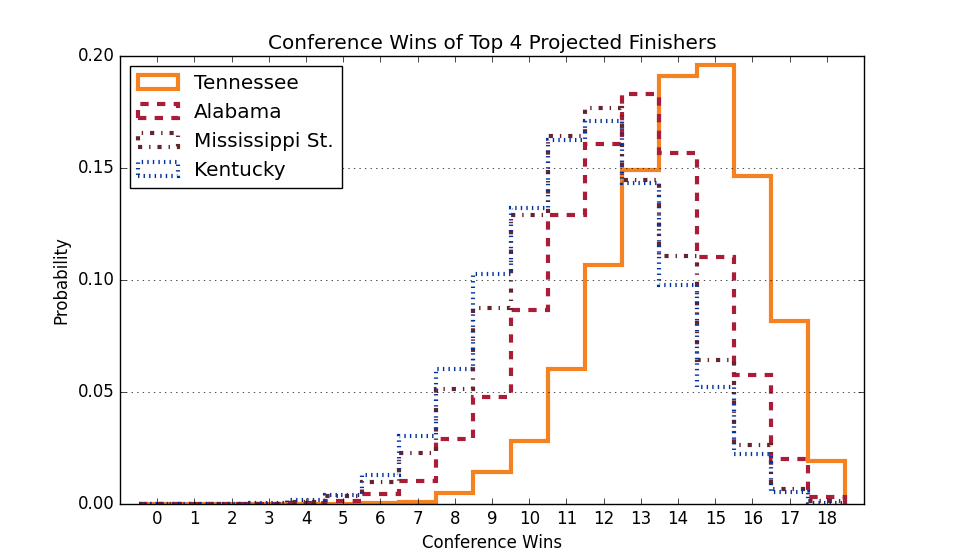 Conference Wins of Top 4 Projected Finishers
0.20
0.15
0.10
0.05
0.00
Probability
Tennessee
Alabama
Mississippi St.
Kentucky
0 1 2 3 4 5 6 7 8 9 10 11 12 13 14 15 16 17 18
Conference Wins